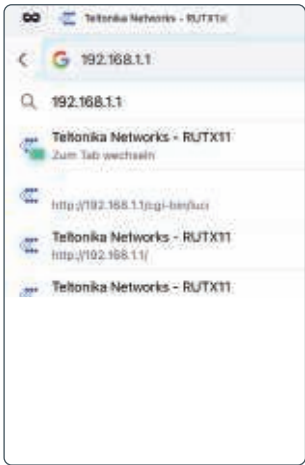 Teltonika Networks - RUTX11
192.168.1.1
192.168.1.1
Teltonika Networks - RUTX11
Zum Tab wechseln
http://192.168.1.1/cgi-bin/luci
Teltonika Networks - RUTX11
http://192.168.1.1/
Teltonika Networks - RUTX11